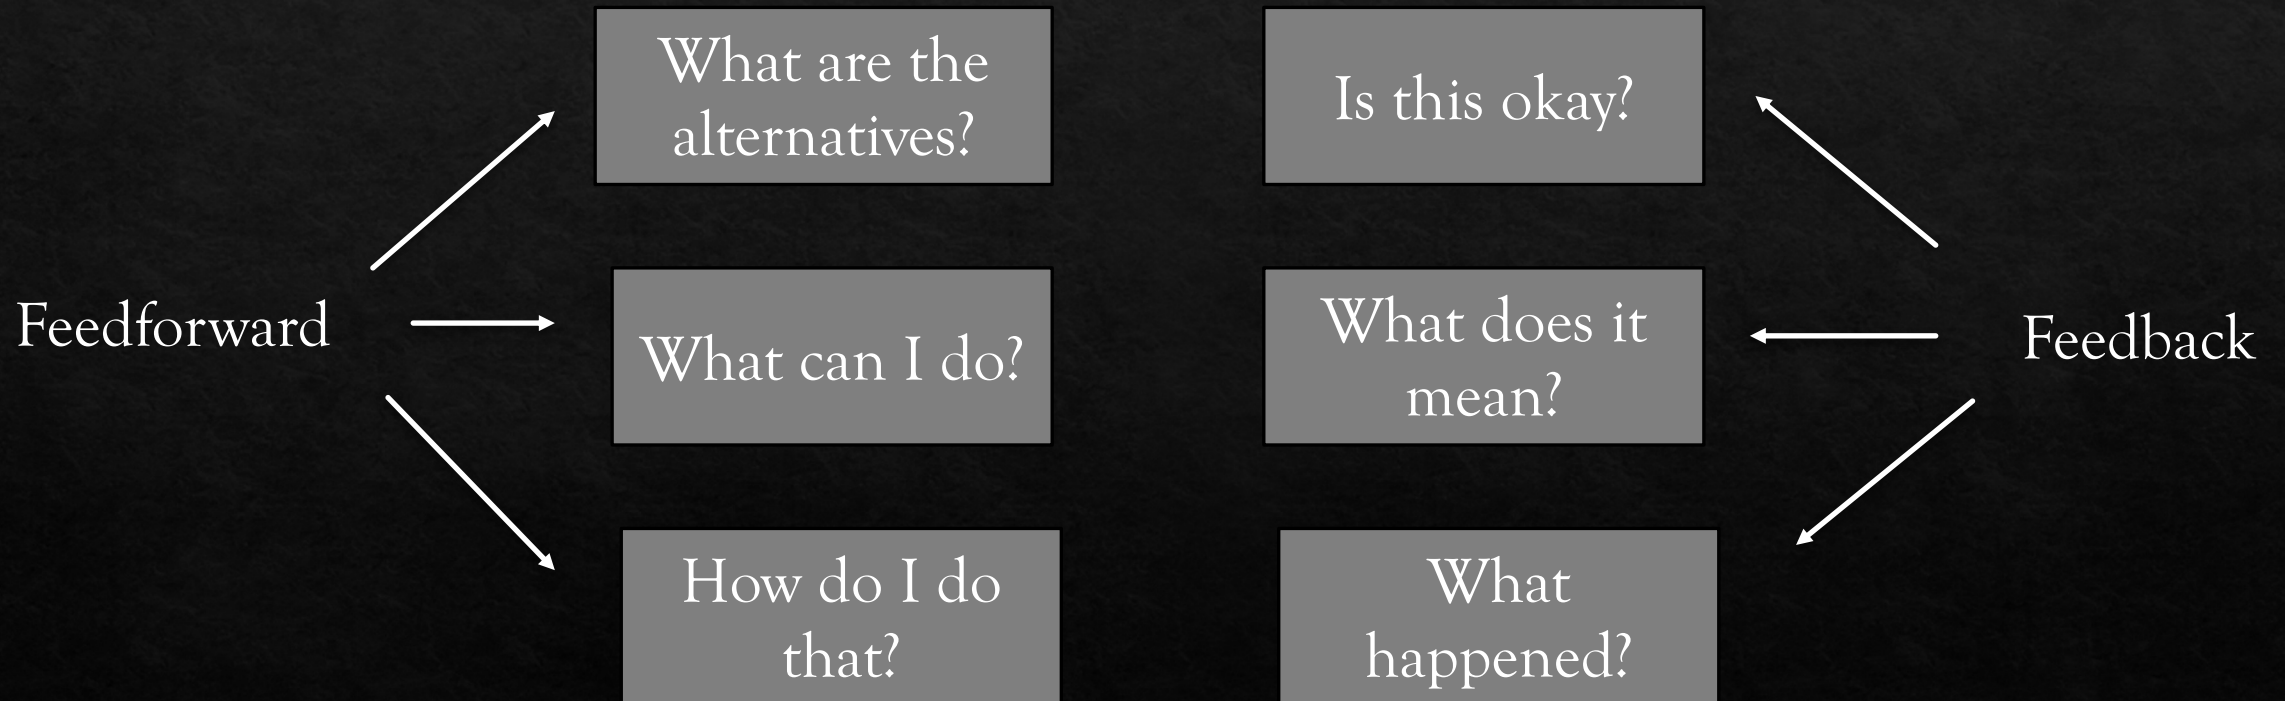 What are the
alternatives?
Is this okay?
Feedforward
What can I do?
What does it
mean?
Feedback
How do I do
that?
What
happened?